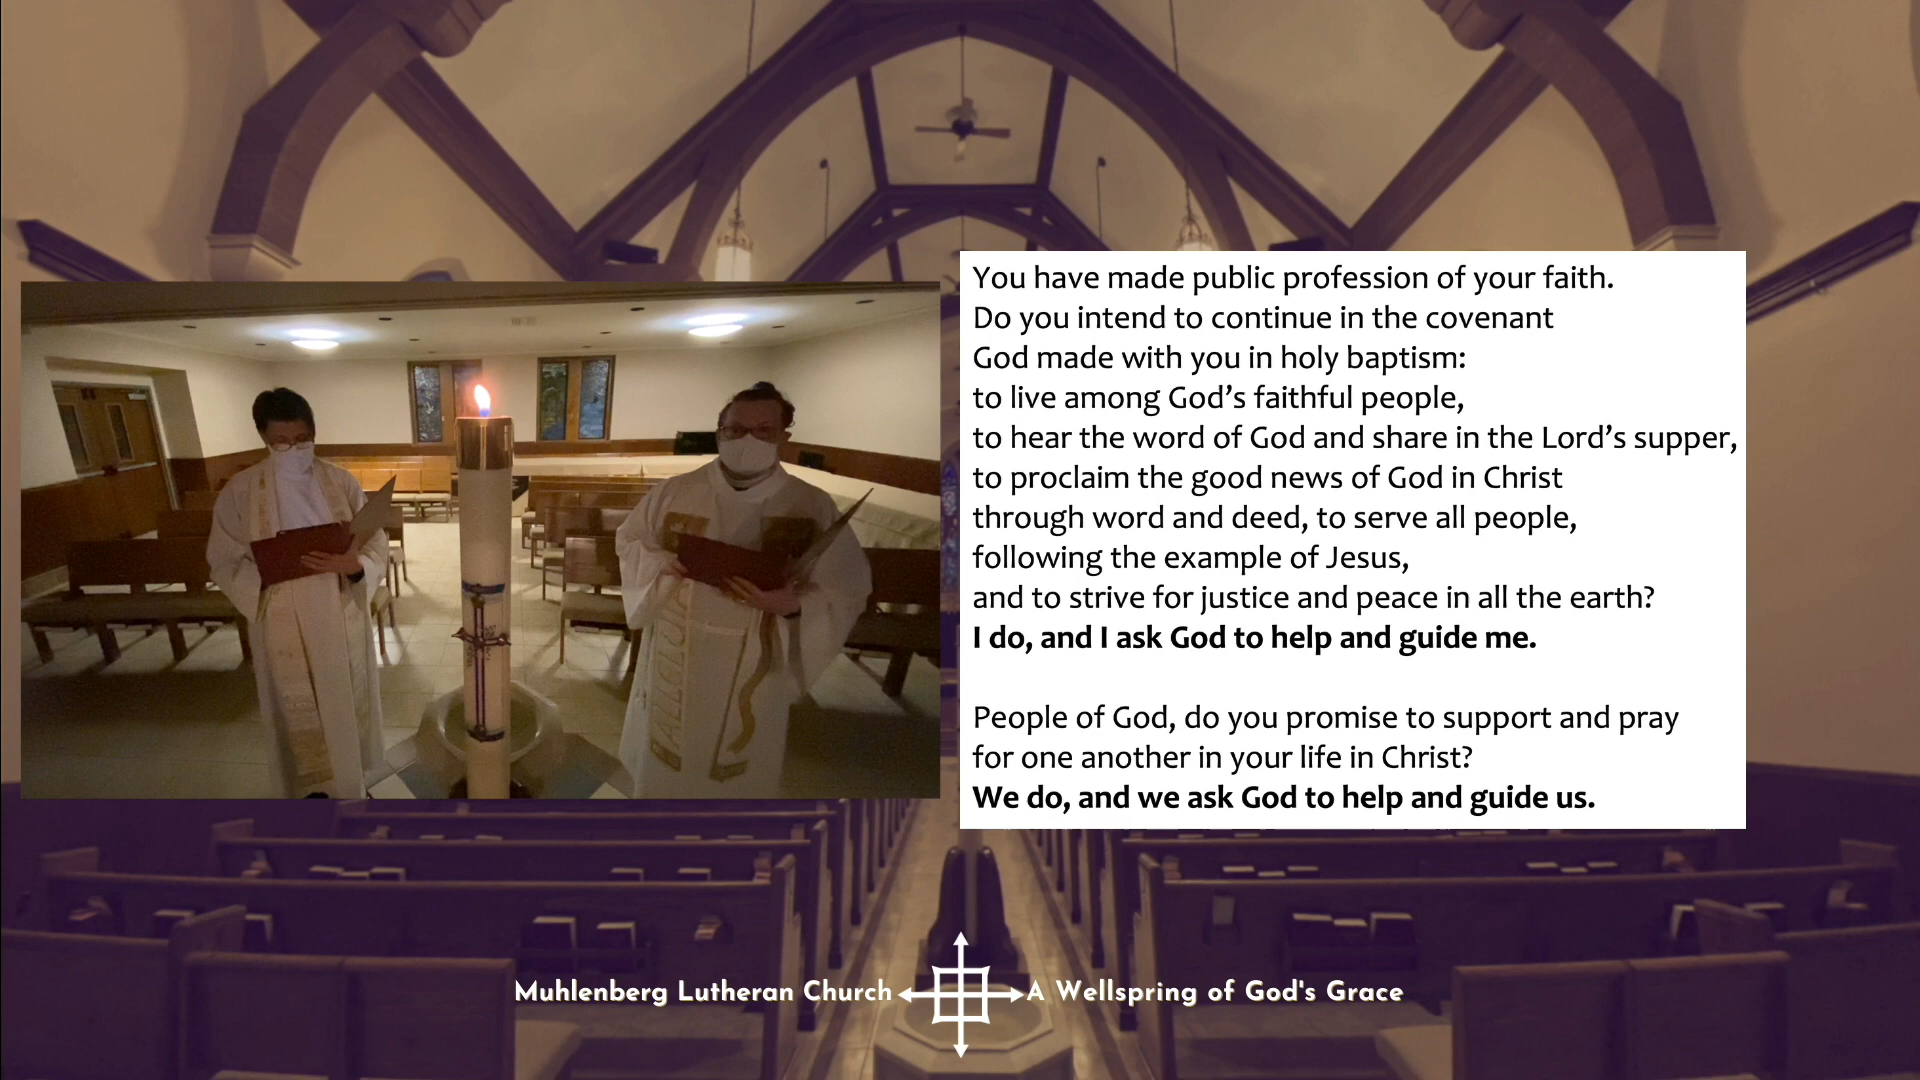 You have made public profession of your faith.
Do you intend to continue in the covenant
God made with you in holy baptism:
to live among God’s faithful people,
to hear the word of God and share in the Lord’s supper,
to proclaim the good news of God in Christ
through word and deed, to serve all people,
following the example of Jesus,
and to strive for justice and peace in all the earth?
I do, and I ask God to help and guide me.
People of God, do you promise to support and pray
for one another in your life in Christ?
We do, and we ask God to help and guide us.
ALLELUIA
Muhlenberg Lutheran Church
A Wellspring of God's Grace